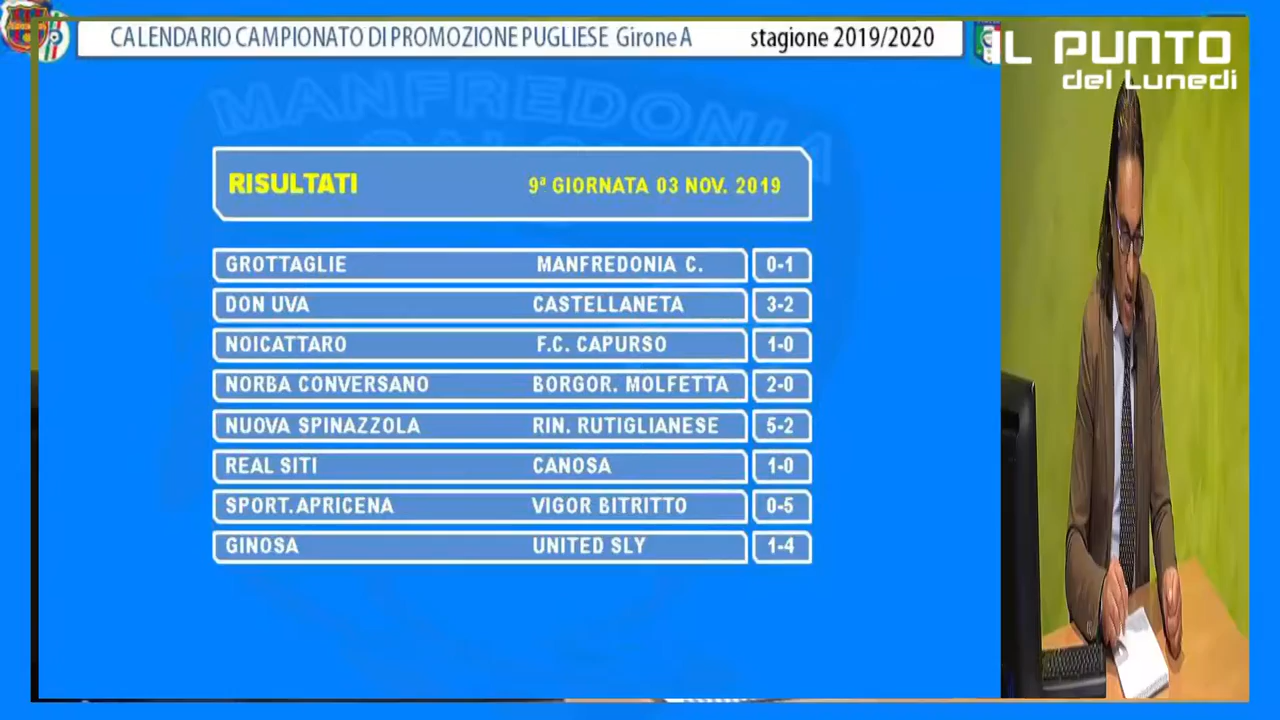 CALENDARIO CAMPIONATO DI PROMOZIONE PUGLIESE Girone A stagione 2019/2020
IL PUNTO
del Lunedi
MANFREDONIA
RISULTATI 9ª GIORNATA 03 NOV. 2019
GROTTAGLIE MANFREDONIA C. 0-1
DON UVA CASTELLANETA 3-2
NOICATTARO F.C. CAPURSO 1-0
NORBA CONVERSANO BORGOR. MOLFETTA 2-0
NUOVA SPINAZZOLA RIN. RUTIGLIANESE 5-2
REAL SITI CANOSA 1-0
SPORT.APRICENA VIGOR BITRITTO 0-5
GINOSA UNITED SLY 1-4